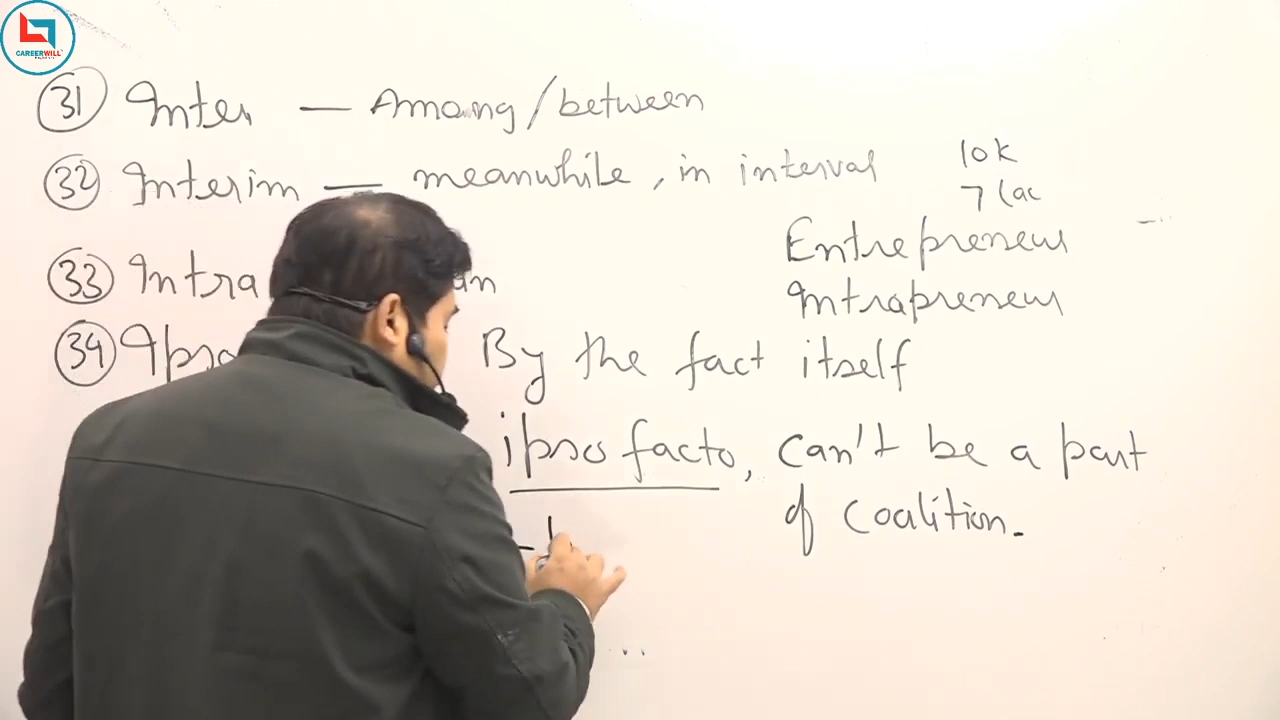 CAREERWILL
31 Inter — Among/between
32 Interim — meanwhile, in interval
10k
7 lac
Entrepreneur
Intrapreneur
33 Intra
34 Ipso By the fact itself
ipso facto, can't be a part
of coalition.